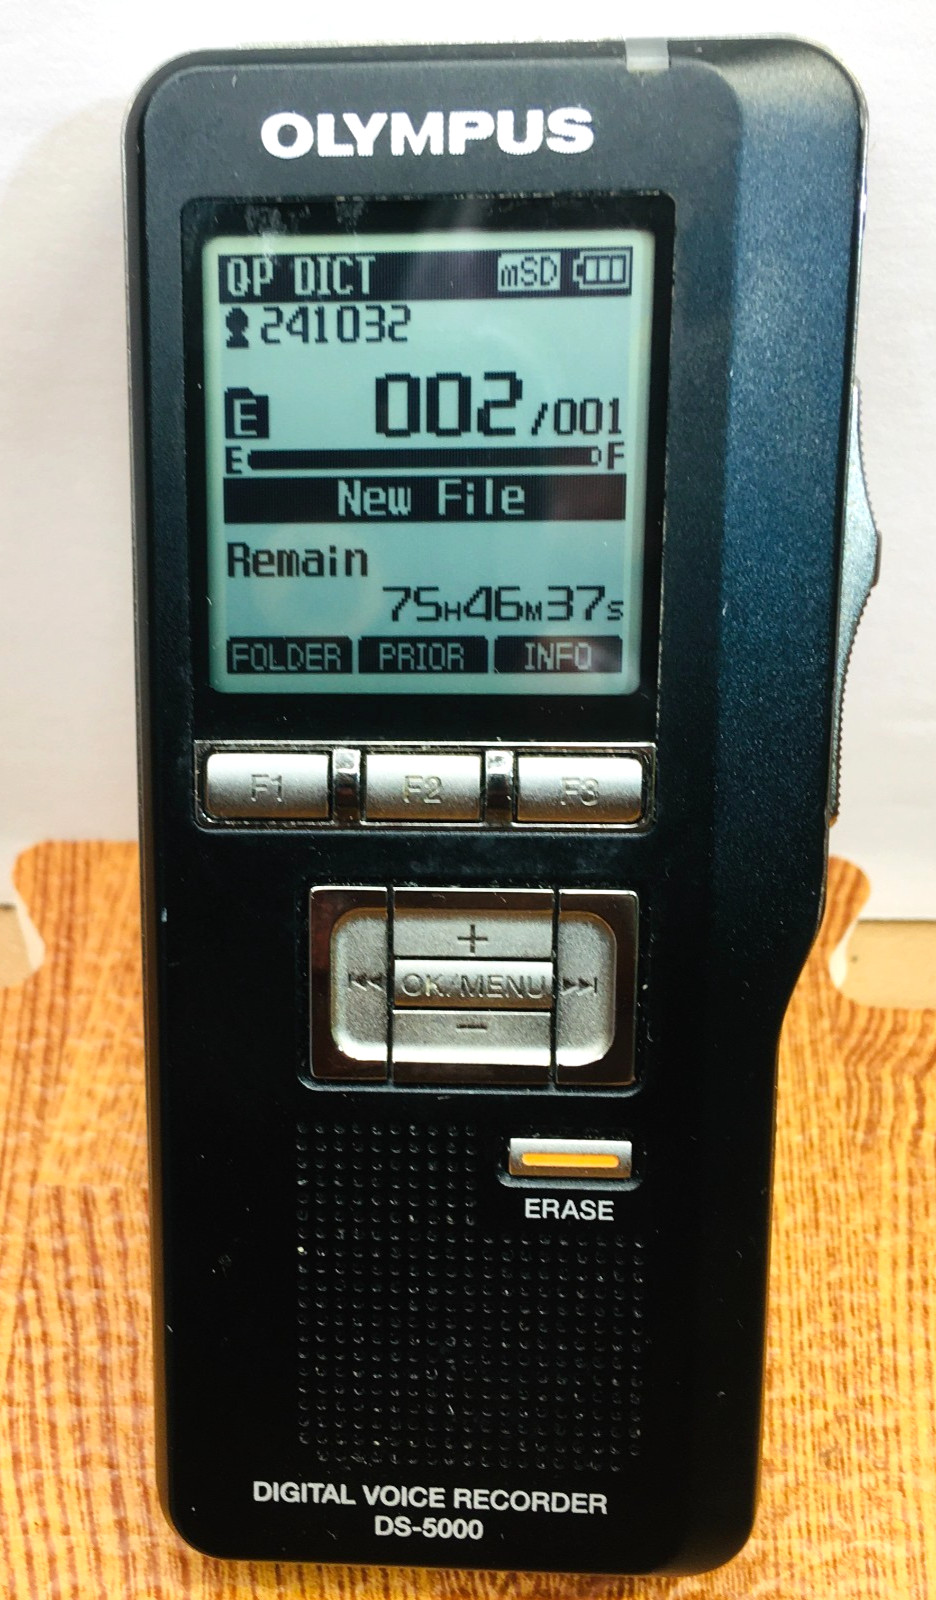 OLYMPUS
QP DICT mSD
241032
E 002/001
E F
New File
Remain
75H46M37S
FOLDER PRIOR INFO
F1 F2 F3
+
OK/MENU
−
ERASE
DIGITAL VOICE RECORDER
DS-5000